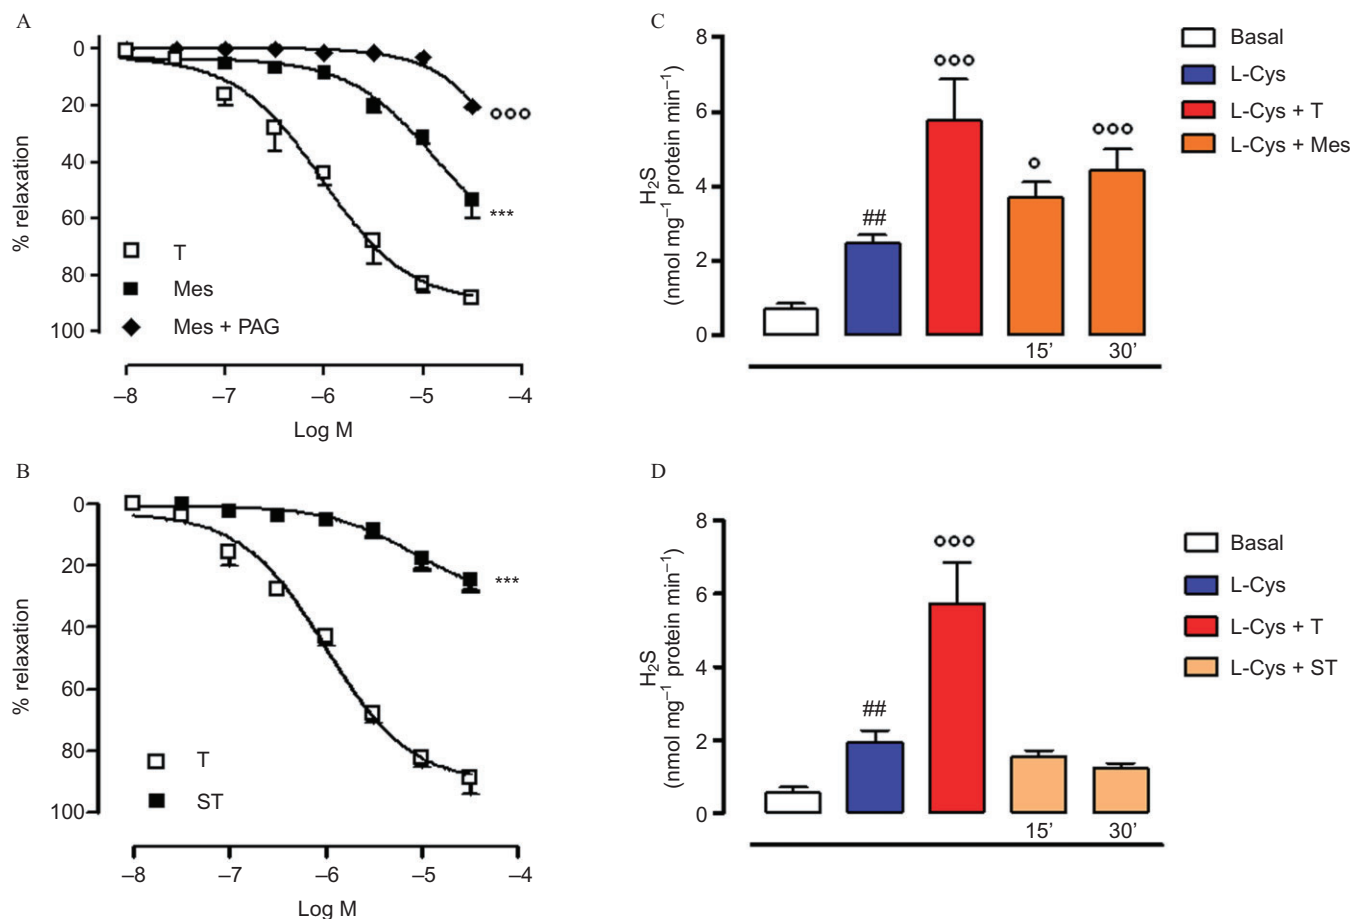 A
0
20
40
60
80
100
% relaxation
T
Mes
Mes + PAG
°°°
***
–8
–7
–6
–5
–4
Log M
C
8
6
4
2
0
H₂S
(nmol mg⁻¹ protein min⁻¹)
##
°°°
°
°°°
15’
30’
Basal
L-Cys
L-Cys + T
L-Cys + Mes
B
0
20
40
60
80
100
% relaxation
T
ST
***
–8
–7
–6
–5
–4
Log M
D
8
6
4
2
0
H₂S
(nmol mg⁻¹ protein min⁻¹)
##
°°°
15’
30’
Basal
L-Cys
L-Cys + T
L-Cys + ST